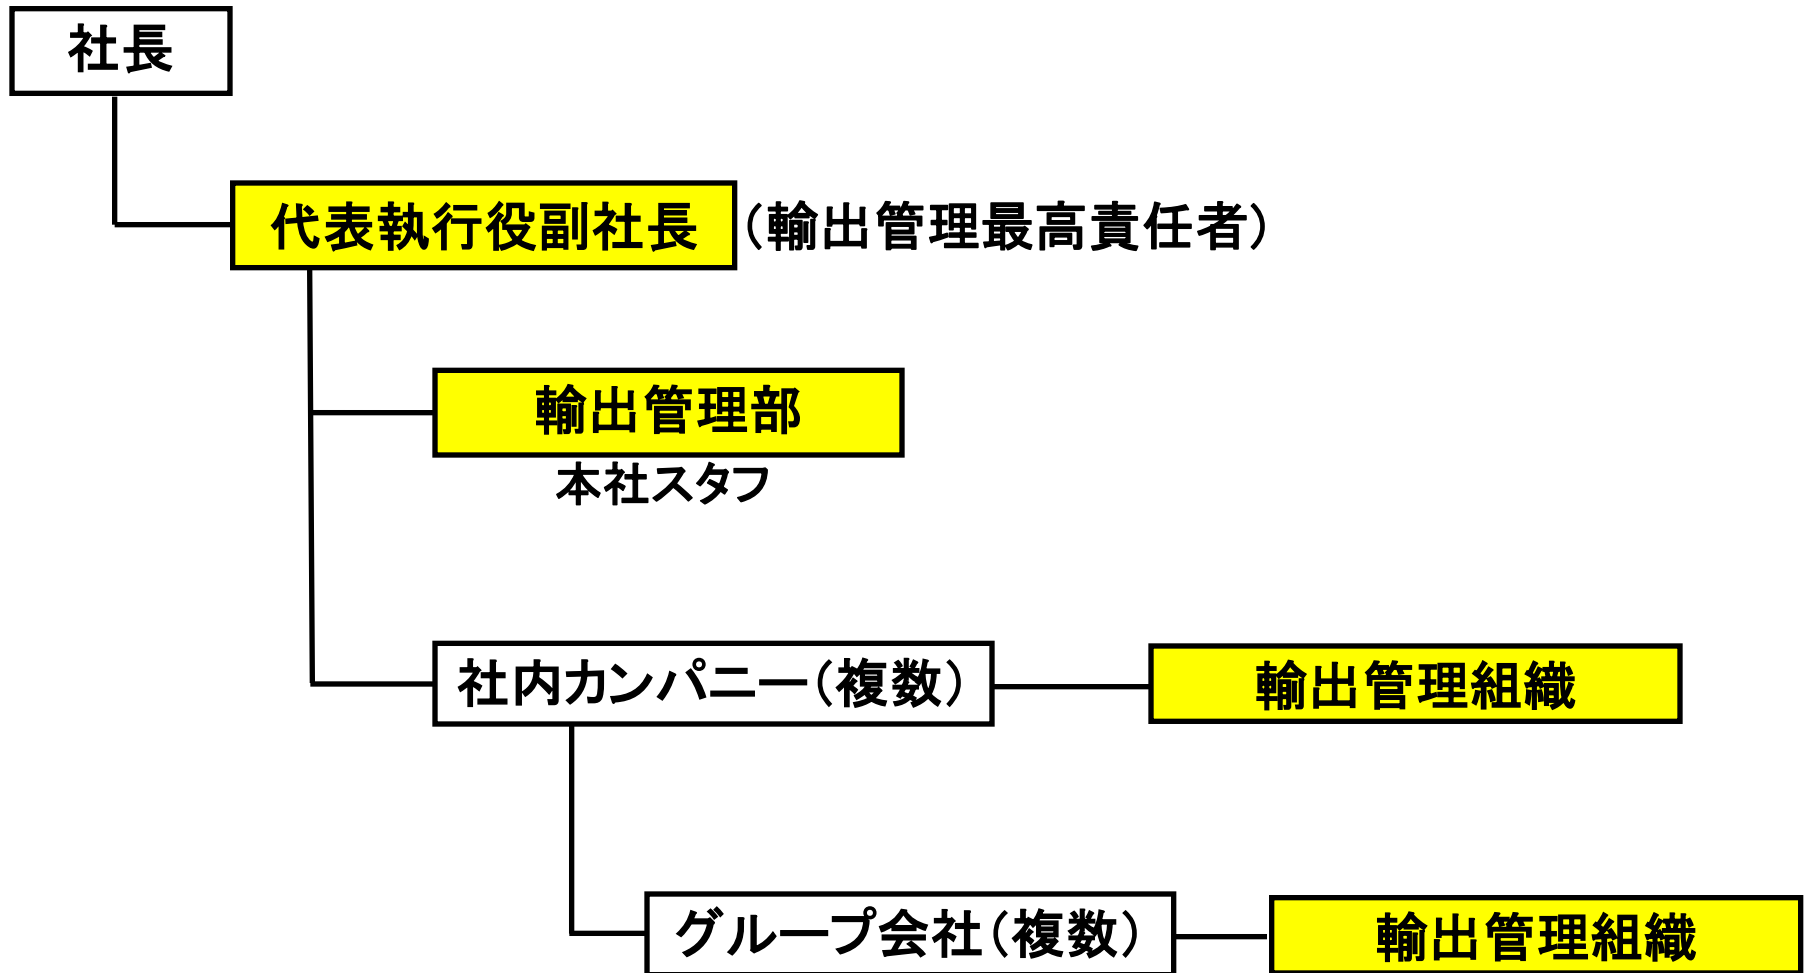 社長
代表執行役副社長（輸出管理最高責任者）
輸出管理部
本社スタフ
社内カンパニー（複数）
輸出管理組織
グループ会社（複数）
輸出管理組織